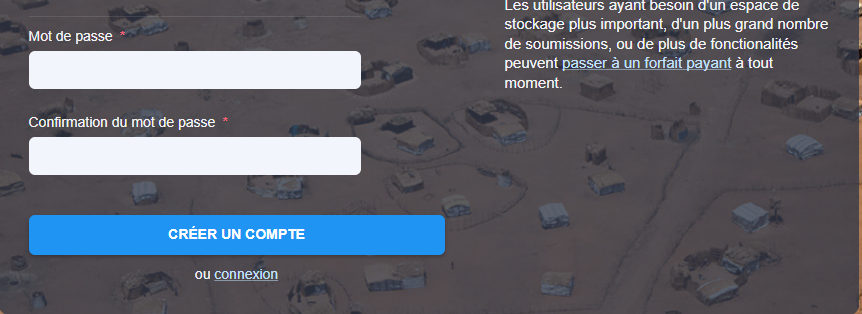 Les utilisateurs ayant besoin d'un espace de
stockage plus important, d'un plus grand nombre
de soumissions, ou de plus de fonctionalités
peuvent passer à un forfait payant à tout
moment.
Mot de passe *
Confirmation du mot de passe *
CRÉER UN COMPTE
ou connexion